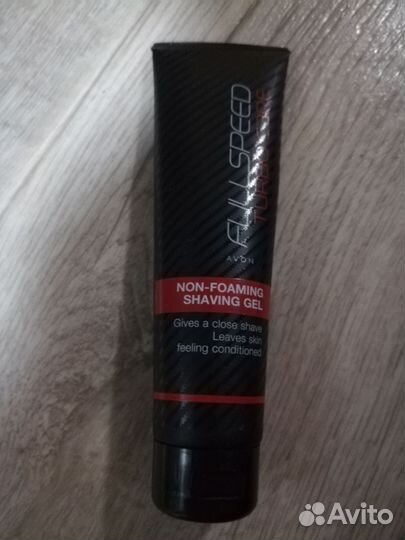 FULL SPEED
AVON
NON-FOAMING
SHAVING GEL
Gives a close shave
Leaves skin
feeling conditioned
Avito